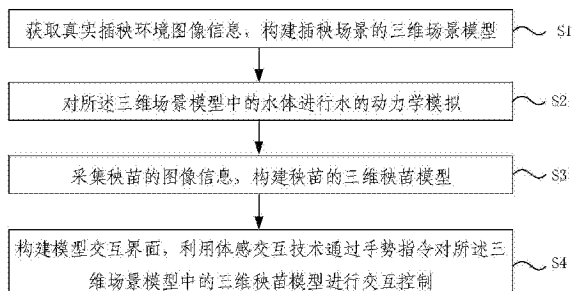 获取真实插秧环境图像信息，构建插秧场景的三维场景模型 S1
对所述三维场景模型中的水体进行水的动力学模拟 S2
采集秧苗的图像信息，构建秧苗的三维秧苗模型 S3
构建模型交互界面，利用体感交互技术通过手势指令对所述三
维场景模型中的三维秧苗模型进行交互控制 S4